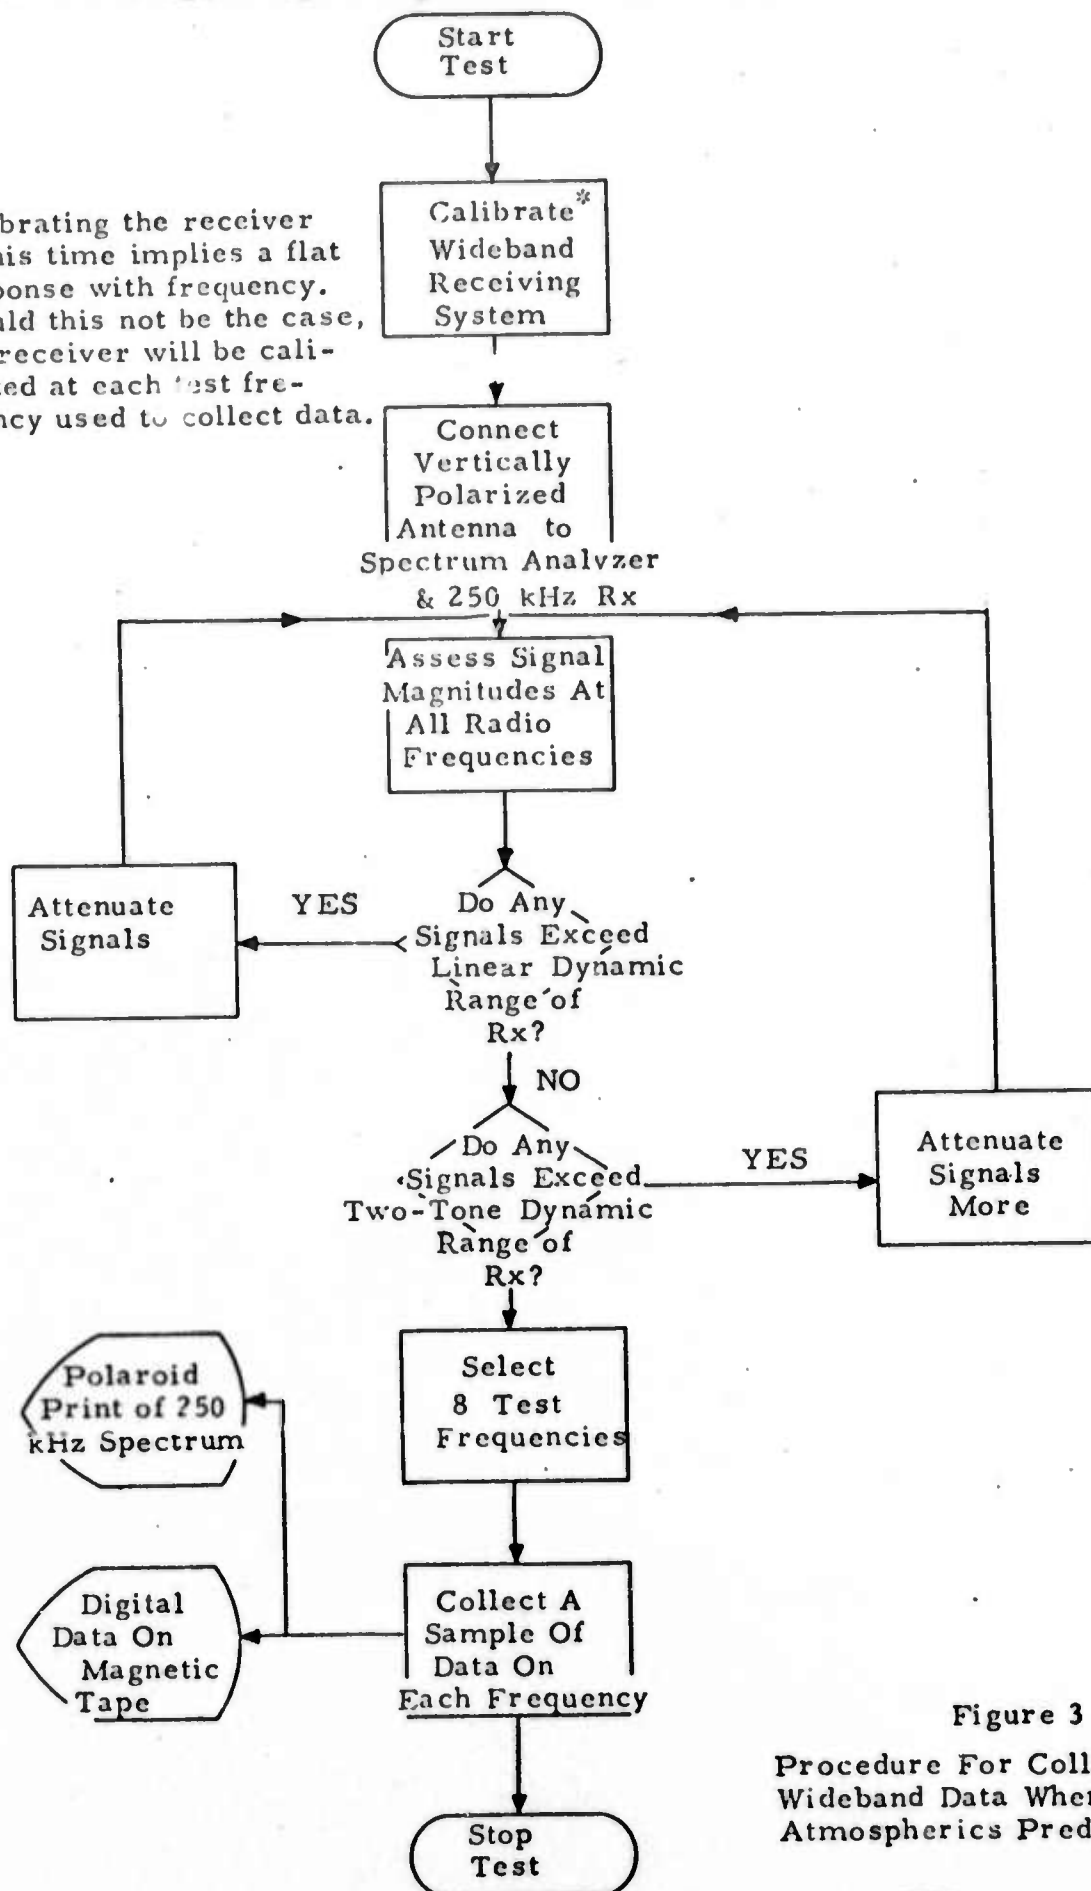 Start
Test
Calibrate*
Wideband
Receiving
System
brating the receiver
his time implies a flat
ponse with frequency.
ld this not be the case,
receiver will be cali-
ed at each test fre-
ncy used to collect data.
Connect
Vertically
Polarized
Antenna to
Spectrum Analyzer
& 250 kHz Rx
Assess Signal
Magnitudes At
All Radio
Frequencies
Attenuate
Signals
YES
Do Any
Signals Exceed
Linear Dynamic
Range of
Rx?
NO
Do Any
Signals Exceed
Two-Tone Dynamic
Range of
Rx?
YES
Attenuate
Signals
More
Select
8 Test
Frequencies
Polaroid
Print of 250
kHz Spectrum
Digital
Data On
Magnetic
Tape
Collect A
Sample Of
Data On
Each Frequency
Stop
Test
Figure 3
Procedure For Coll
Wideband Data Wher
Atmospherics Pred